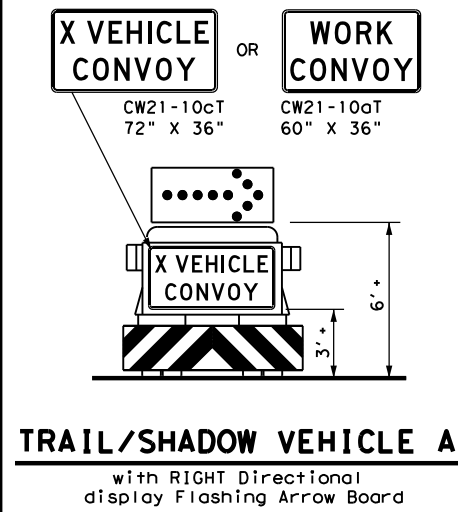 X VEHICLE
CONVOY
OR
WORK
CONVOY
CW21-10cT
72" X 36"
CW21-10aT
60" X 36"
X VEHICLE
CONVOY
3' +
6' +
TRAIL/SHADOW VEHICLE A
with RIGHT Directional
display Flashing Arrow Board